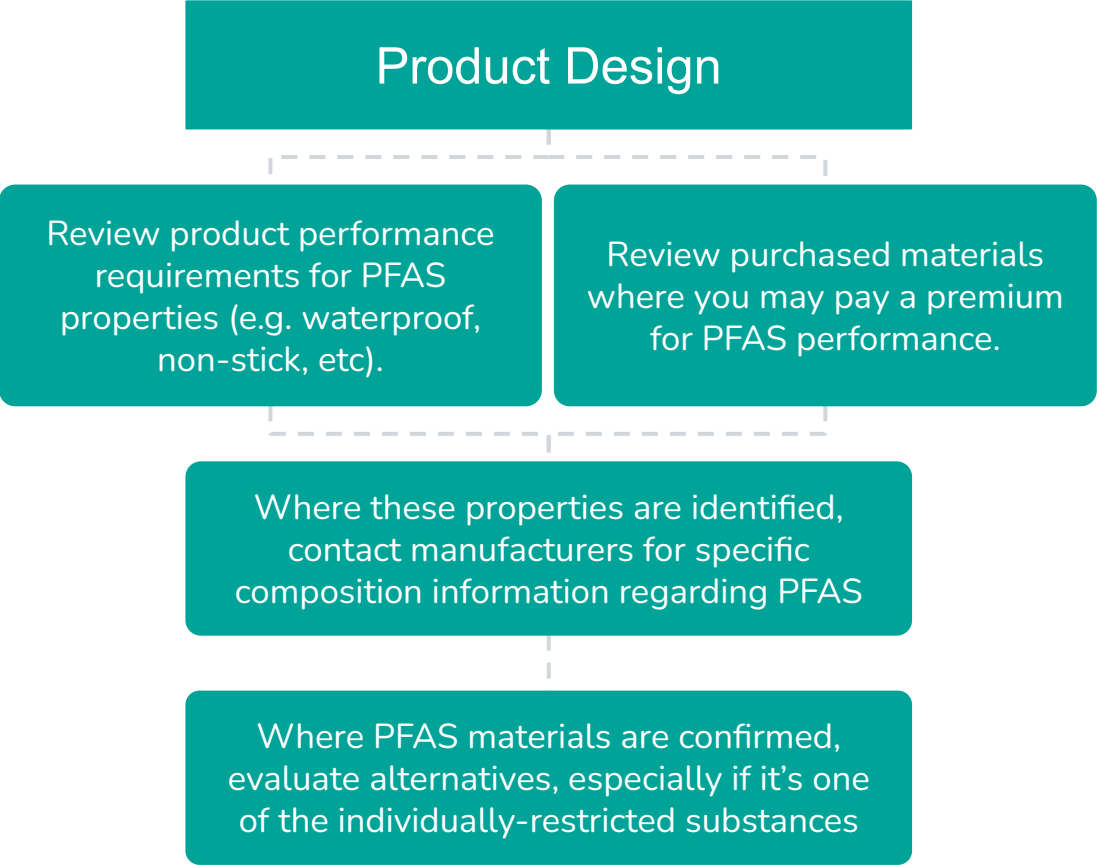 Product Design
Review product performance
requirements for PFAS
properties (e.g. waterproof,
non-stick, etc).
Review purchased materials
where you may pay a premium
for PFAS performance.
Where these properties are identified,
contact manufacturers for specific
composition information regarding PFAS
Where PFAS materials are confirmed,
evaluate alternatives, especially if it’s one
of the individually-restricted substances